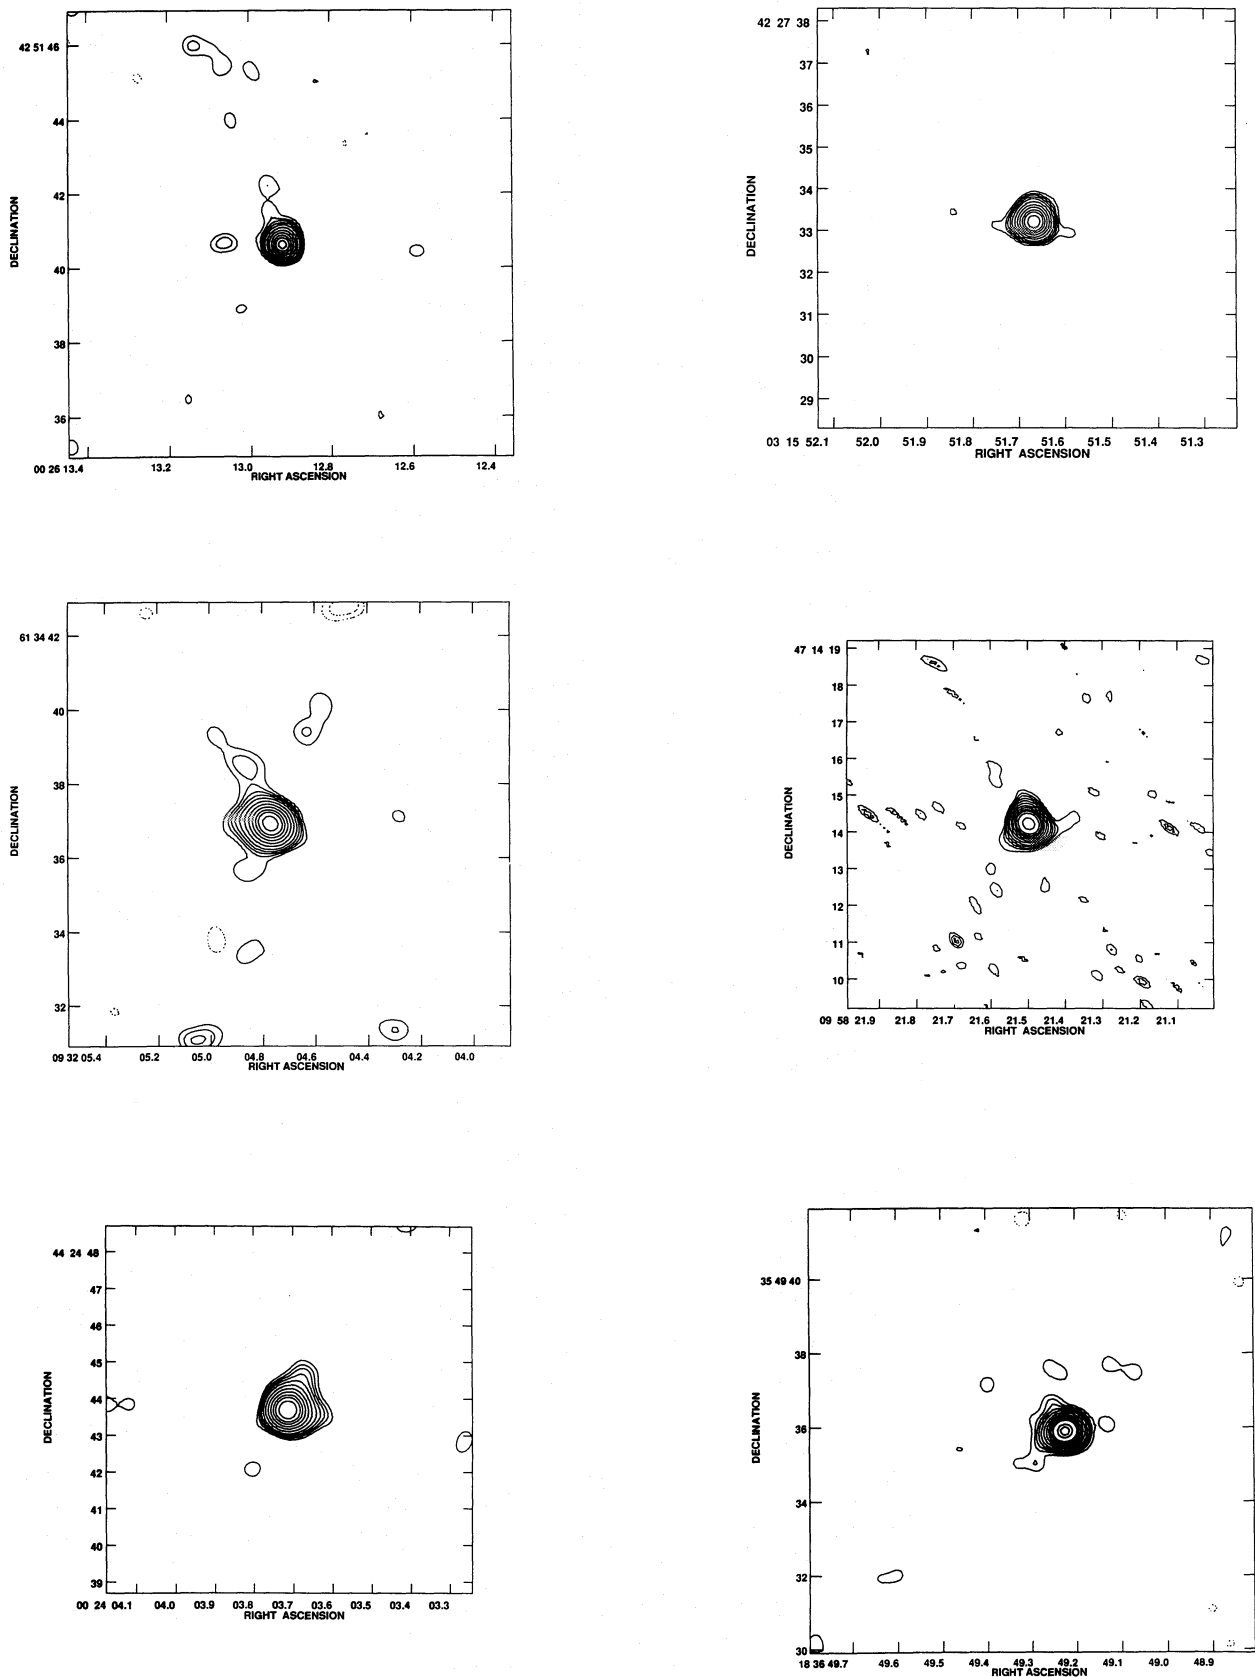 42 51 46
44
42
40
38
36
DECLINATION
00 26 13.4 13.2 13.0 12.8 12.6 12.4
RIGHT ASCENSION
42 27 38
37
36
35
34
33
32
31
30
29
DECLINATION
03 15 52.1 52.0 51.9 51.8 51.7 51.6 51.5 51.4 51.3
RIGHT ASCENSION
61 34 42
40
38
36
34
32
DECLINATION
09 32 05.4 05.2 05.0 04.8 04.6 04.4 04.2 04.0
RIGHT ASCENSION
47 14 19
18
17
16
15
14
13
12
11
10
DECLINATION
09 58 21.9 21.8 21.7 21.6 21.5 21.4 21.3 21.2 21.1
RIGHT ASCENSION
44 24 48
47
46
45
44
43
42
41
40
39
DECLINATION
00 24 04.1 04.0 03.9 03.8 03.7 03.6 03.5 03.4 03.3
RIGHT ASCENSION
35 49 40
38
36
34
32
30
DECLINATION
18 36 49.7 49.6 49.5 49.4 49.3 49.2 49.1 49.0 48.9
RIGHT ASCENSION